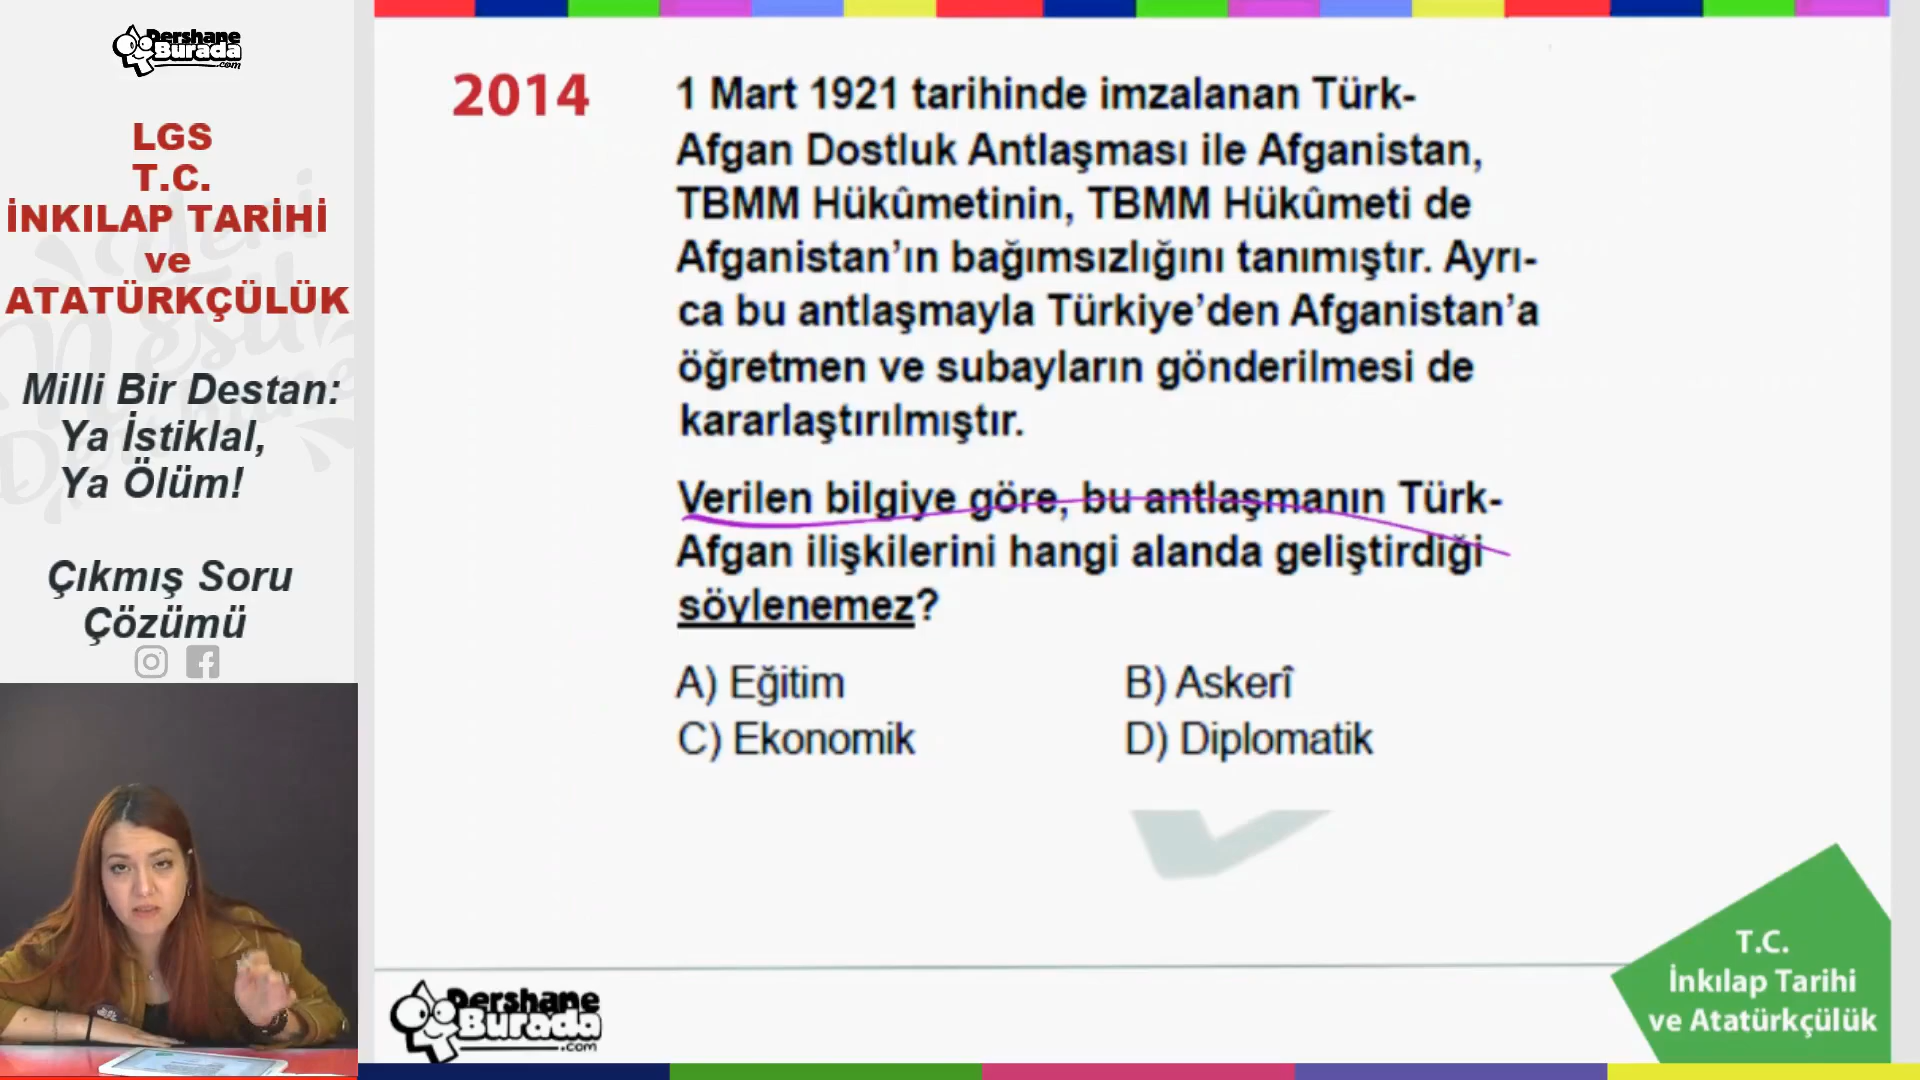 Dershane
Burada
.com
LGS
T.C.
İNKILAP TARİHİ
ve
ATATÜRKÇÜLÜK
Milli Bir Destan:
Ya İstiklal,
Ya Ölüm!
Çıkmış Soru
Çözümü
2014
1 Mart 1921 tarihinde imzalanan Türk-
Afgan Dostluk Antlaşması ile Afganistan,
TBMM Hükûmetinin, TBMM Hükûmeti de
Afganistan’ın bağımsızlığını tanımıştır. Ayrı-
ca bu antlaşmayla Türkiye’den Afganistan’a
öğretmen ve subayların gönderilmesi de
kararlaştırılmıştır.
Verilen bilgiye göre, bu antlaşmanın Türk-
Afgan ilişkilerini hangi alanda geliştirdiği
söylenemez?
A) Eğitim
B) Askerî
C) Ekonomik
D) Diplomatik
Dershane
Burada
.com
T.C.
İnkılap Tarihi
ve Atatürkçülük